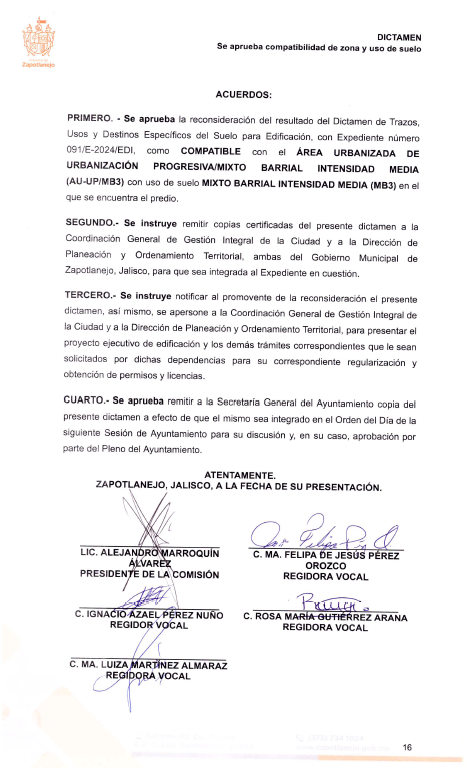 Zapotlanejo
DICTAMEN
Se aprueba compatibilidad de zona y uso de suelo
ACUERDOS:
PRIMERO. - Se aprueba la reconsideración del resultado del Dictamen de Trazos,
Usos y Destinos Específicos del Suelo para Edificación, con Expediente número
091/E-2024/EDI, como COMPATIBLE con el ÁREA URBANIZADA DE
URBANIZACIÓN PROGRESIVA/MIXTO BARRIAL INTENSIDAD MEDIA
(AU-UP/MB3) con uso de suelo MIXTO BARRIAL INTENSIDAD MEDIA (MB3) en el
que se encuentra el predio.
SEGUNDO.- Se instruye remitir copias certificadas del presente dictamen a la
Coordinación General de Gestión Integral de la Ciudad y a la Dirección de
Planeación y Ordenamiento Territorial, ambas del Gobierno Municipal de
Zapotlanejo, Jalisco, para que sea integrada al Expediente en cuestión.
TERCERO.- Se instruye notificar al promovente de la reconsideración el presente
dictamen, así mismo, se apersone a la Coordinación General de Gestión Integral de
la Ciudad y a la Dirección de Planeación y Ordenamiento Territorial, para presentar el
proyecto ejecutivo de edificación y los demás trámites correspondientes que le sean
solicitados por dichas dependencias para su correspondiente regularización y
obtención de permisos y licencias.
CUARTO.- Se aprueba remitir a la Secretaría General del Ayuntamiento copia del
presente dictamen a efecto de que el mismo sea integrado en el Orden del Día de la
siguiente Sesión de Ayuntamiento para su discusión y, en su caso, aprobación por
parte del Pleno del Ayuntamiento.
ATENTAMENTE.
ZAPOTLANEJO, JALISCO, A LA FECHA DE SU PRESENTACIÓN.
LIC. ALEJANDRO MARROQUÍN
ÁLVAREZ
PRESIDENTE DE LA COMISIÓN
C. MA. FELIPA DE JESÚS PÉREZ
OROZCO
REGIDORA VOCAL
C. IGNACIO AZAEL PÉREZ NUÑO
REGIDOR VOCAL
C. ROSA MARÍA GUTIÉRREZ ARANA
REGIDORA VOCAL
C. MA. LUIZA MARTÍNEZ ALMARAZ
REGIDORA VOCAL
16